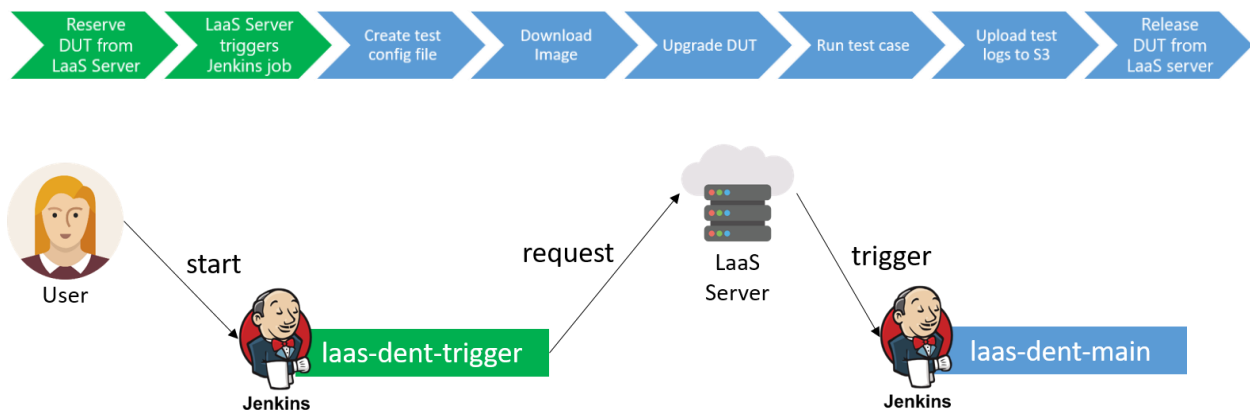 Reserve
DUT from
LaaS Server
LaaS Server
triggers
Jenkins job
Create test
config file
Download
Image
Upgrade DUT
Run test case
Upload test
logs to S3
Release
DUT from
LaaS server
start
request
trigger
User
LaaS
Server
laas-dent-trigger
laas-dent-main
Jenkins
Jenkins